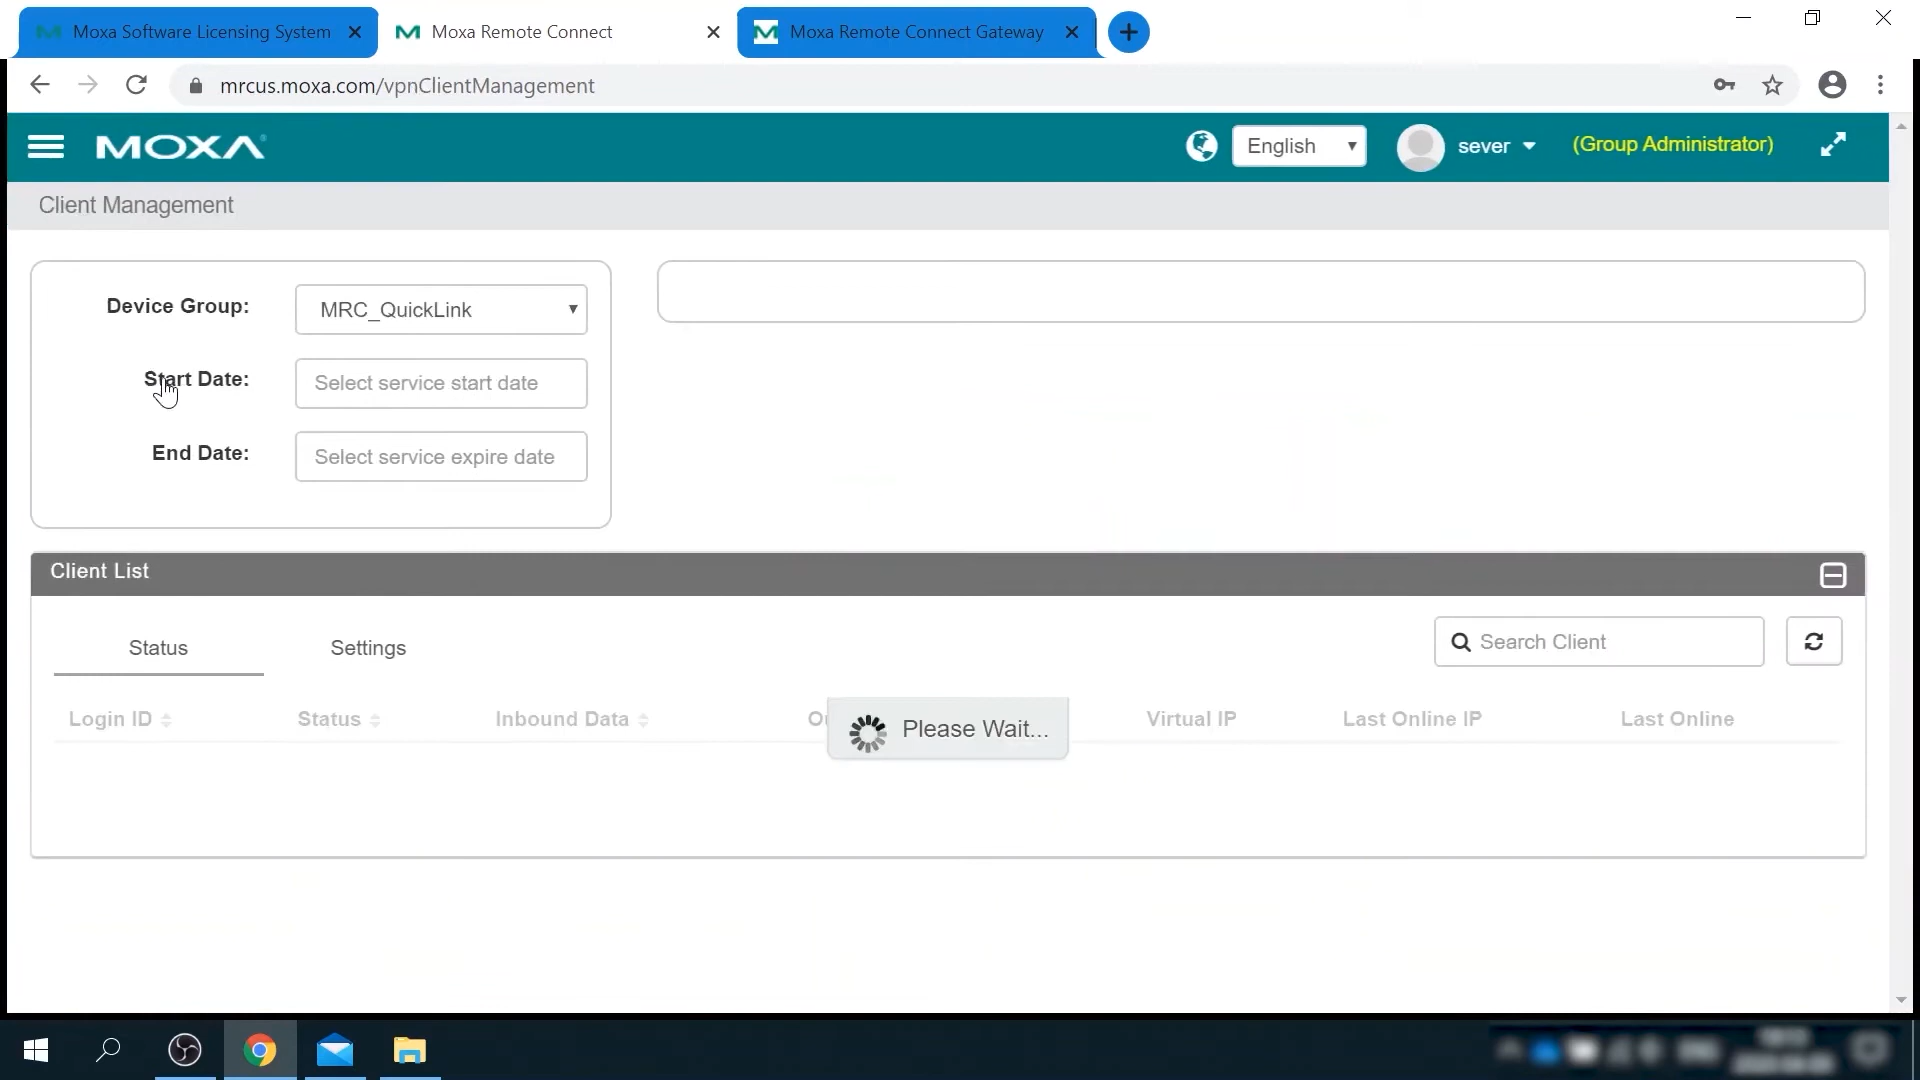 Moxa Software Licensing System
Moxa Remote Connect
Moxa Remote Connect Gateway
mrcus.moxa.com/vpnClientManagement
MOXA
English
sever
(Group Administrator)
Client Management
Device Group:
MRC_QuickLink
Start Date:
Select service start date
End Date:
Select service expire date
Client List
Status
Settings
Search Client
Login ID
Status
Inbound Data
Please Wait...
Virtual IP
Last Online IP
Last Online